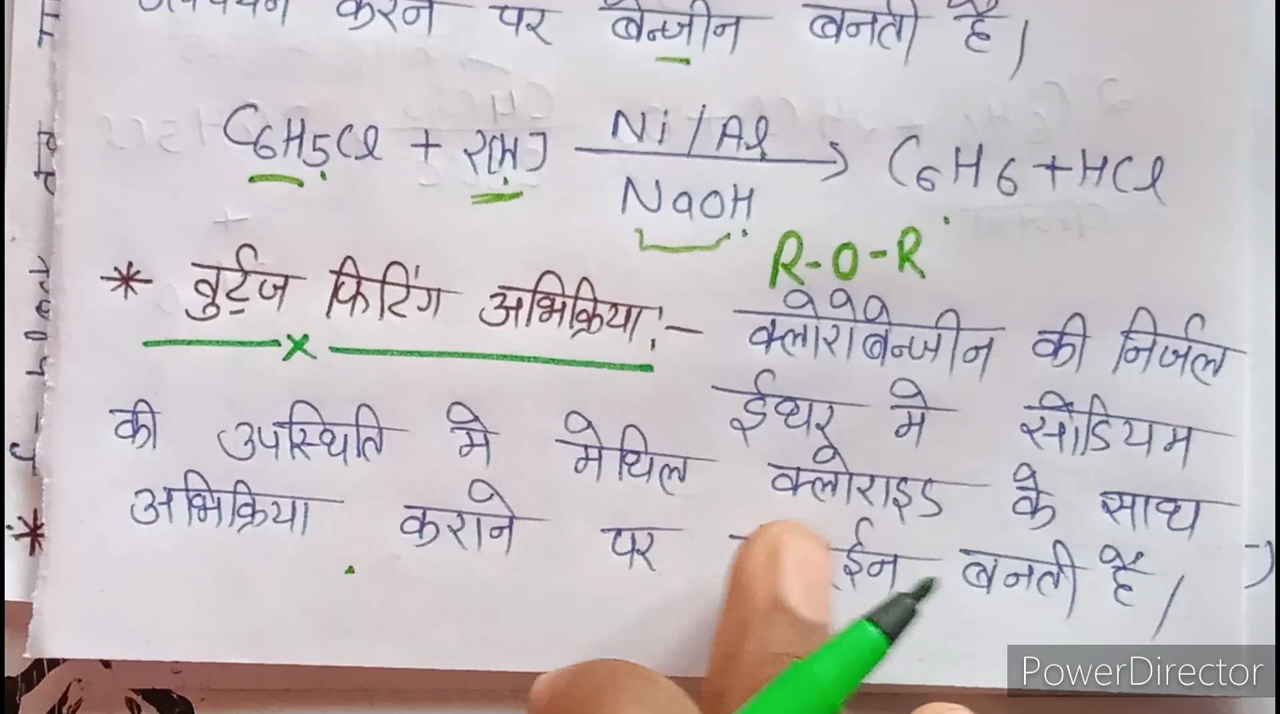 करने पर बेन्जीन बनती है।
C6H5Cl + 2[H] Ni/Al NaOH → C6H6 + HCl
R-O-R
* वुर्ट्ज फिटिंग अभिक्रिया:- क्लोरोबेन्जीन की निर्जल
ईथर मे सोडियम
की उपस्थिति मे मेथिल क्लोराइड के साथ
अभिक्रिया कराने पर बनती है।
PowerDirector